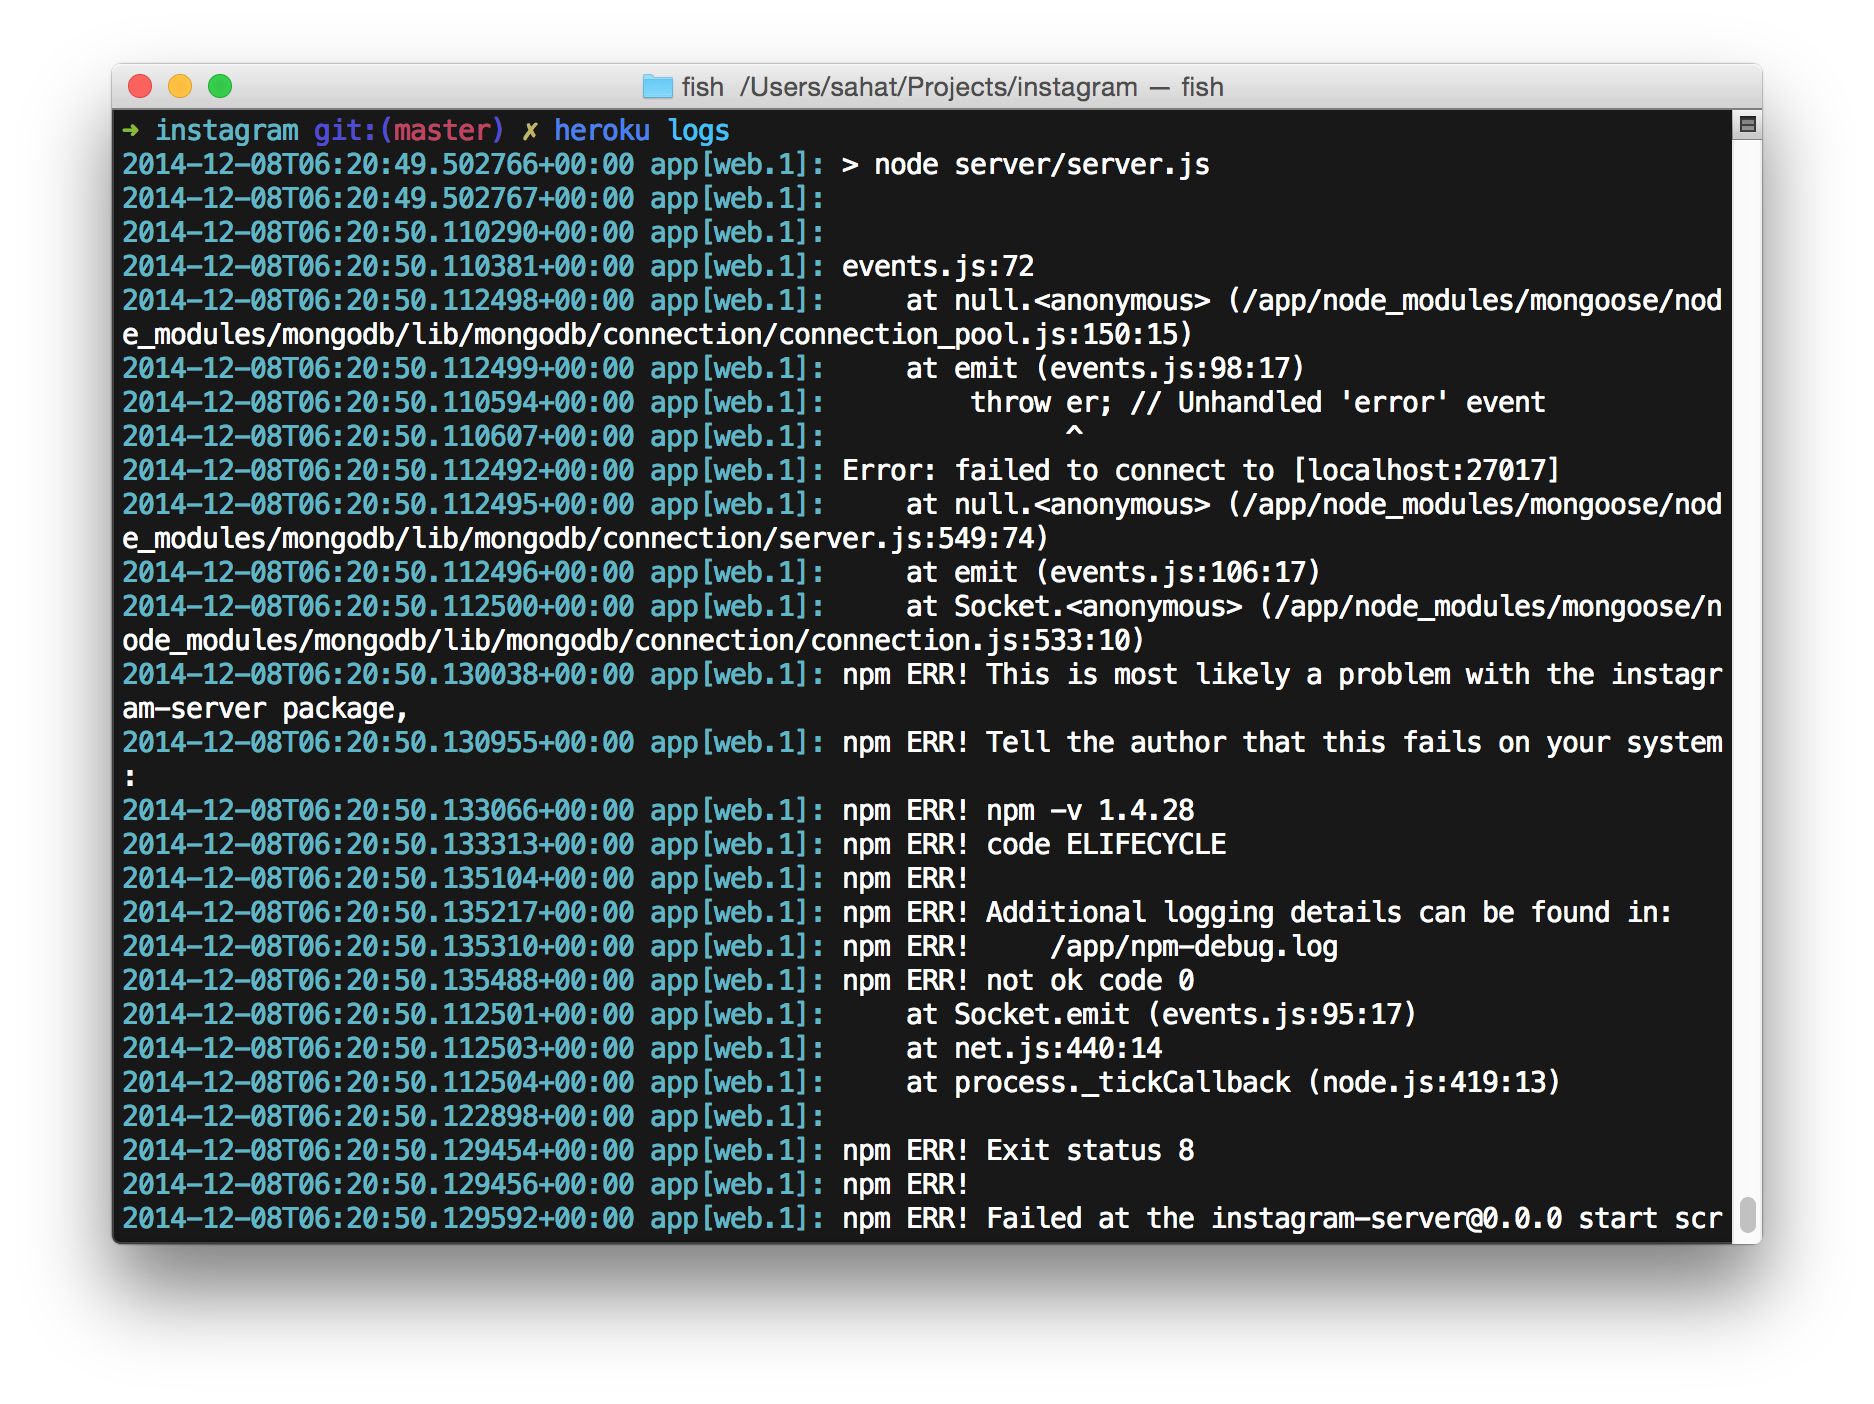 fish /Users/sahat/Projects/instagram — fish
➜ instagram git:(master) ✗ heroku logs
2014-12-08T06:20:49.502766+00:00 app[web.1]: > node server/server.js
2014-12-08T06:20:49.502767+00:00 app[web.1]:
2014-12-08T06:20:50.110290+00:00 app[web.1]:
2014-12-08T06:20:50.110381+00:00 app[web.1]: events.js:72
2014-12-08T06:20:50.112498+00:00 app[web.1]:     at null.<anonymous> (/app/node_modules/mongoose/nod
e_modules/mongodb/lib/mongodb/connection/connection_pool.js:150:15)
2014-12-08T06:20:50.112499+00:00 app[web.1]:     at emit (events.js:98:17)
2014-12-08T06:20:50.110594+00:00 app[web.1]:         throw er; // Unhandled 'error' event
2014-12-08T06:20:50.110607+00:00 app[web.1]:               ^
2014-12-08T06:20:50.112492+00:00 app[web.1]: Error: failed to connect to [localhost:27017]
2014-12-08T06:20:50.112495+00:00 app[web.1]:     at null.<anonymous> (/app/node_modules/mongoose/nod
e_modules/mongodb/lib/mongodb/connection/server.js:549:74)
2014-12-08T06:20:50.112496+00:00 app[web.1]:     at emit (events.js:106:17)
2014-12-08T06:20:50.112500+00:00 app[web.1]:     at Socket.<anonymous> (/app/node_modules/mongoose/n
ode_modules/mongodb/lib/mongodb/connection/connection.js:533:10)
2014-12-08T06:20:50.130038+00:00 app[web.1]: npm ERR! This is most likely a problem with the instagr
am-server package,
2014-12-08T06:20:50.130955+00:00 app[web.1]: npm ERR! Tell the author that this fails on your system
:
2014-12-08T06:20:50.133066+00:00 app[web.1]: npm ERR! npm -v 1.4.28
2014-12-08T06:20:50.133313+00:00 app[web.1]: npm ERR! code ELIFECYCLE
2014-12-08T06:20:50.135104+00:00 app[web.1]: npm ERR!
2014-12-08T06:20:50.135217+00:00 app[web.1]: npm ERR! Additional logging details can be found in:
2014-12-08T06:20:50.135310+00:00 app[web.1]: npm ERR!     /app/npm-debug.log
2014-12-08T06:20:50.135488+00:00 app[web.1]: npm ERR! not ok code 0
2014-12-08T06:20:50.112501+00:00 app[web.1]:     at Socket.emit (events.js:95:17)
2014-12-08T06:20:50.112503+00:00 app[web.1]:     at net.js:440:14
2014-12-08T06:20:50.112504+00:00 app[web.1]:     at process._tickCallback (node.js:419:13)
2014-12-08T06:20:50.122898+00:00 app[web.1]:
2014-12-08T06:20:50.129454+00:00 app[web.1]: npm ERR! Exit status 8
2014-12-08T06:20:50.129456+00:00 app[web.1]: npm ERR!
2014-12-08T06:20:50.129592+00:00 app[web.1]: npm ERR! Failed at the instagram-server@0.0.0 start scr